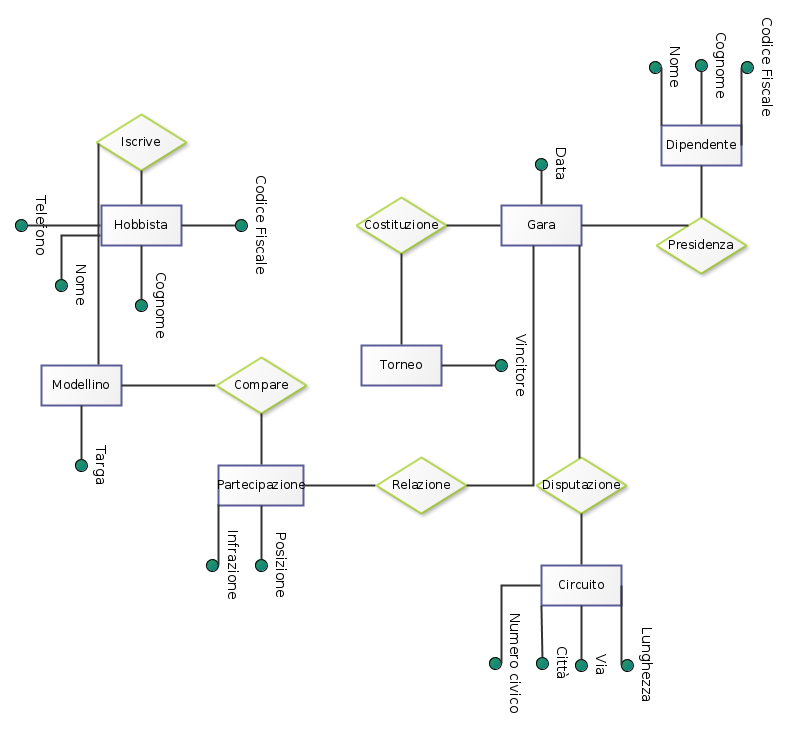 Codice Fiscale
Cognome
Nome
Dipendente
Iscrive
Data
Codice Fiscale
Telefono
Hobbista
Costituzione
Gara
Presidenza
Nome
Cognome
Vincitore
Torneo
Modellino
Compare
Targa
Partecipazione
Relazione
Disputazione
Infrazione
Posizione
Circuito
Numero civico
Città
Via
Lunghezza